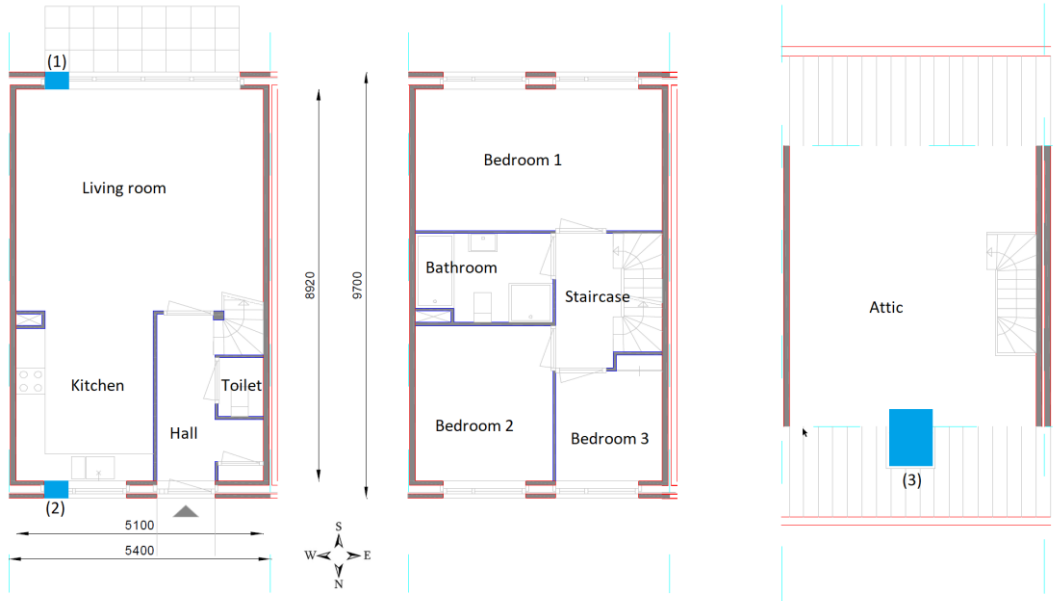 (1)
Living room
Kitchen
Toilet
Hall
(2)
5100
5400
8920
9700
Bedroom 1
Bathroom
Staircase
Bedroom 2
Bedroom 3
S
W
E
N
Attic
(3)